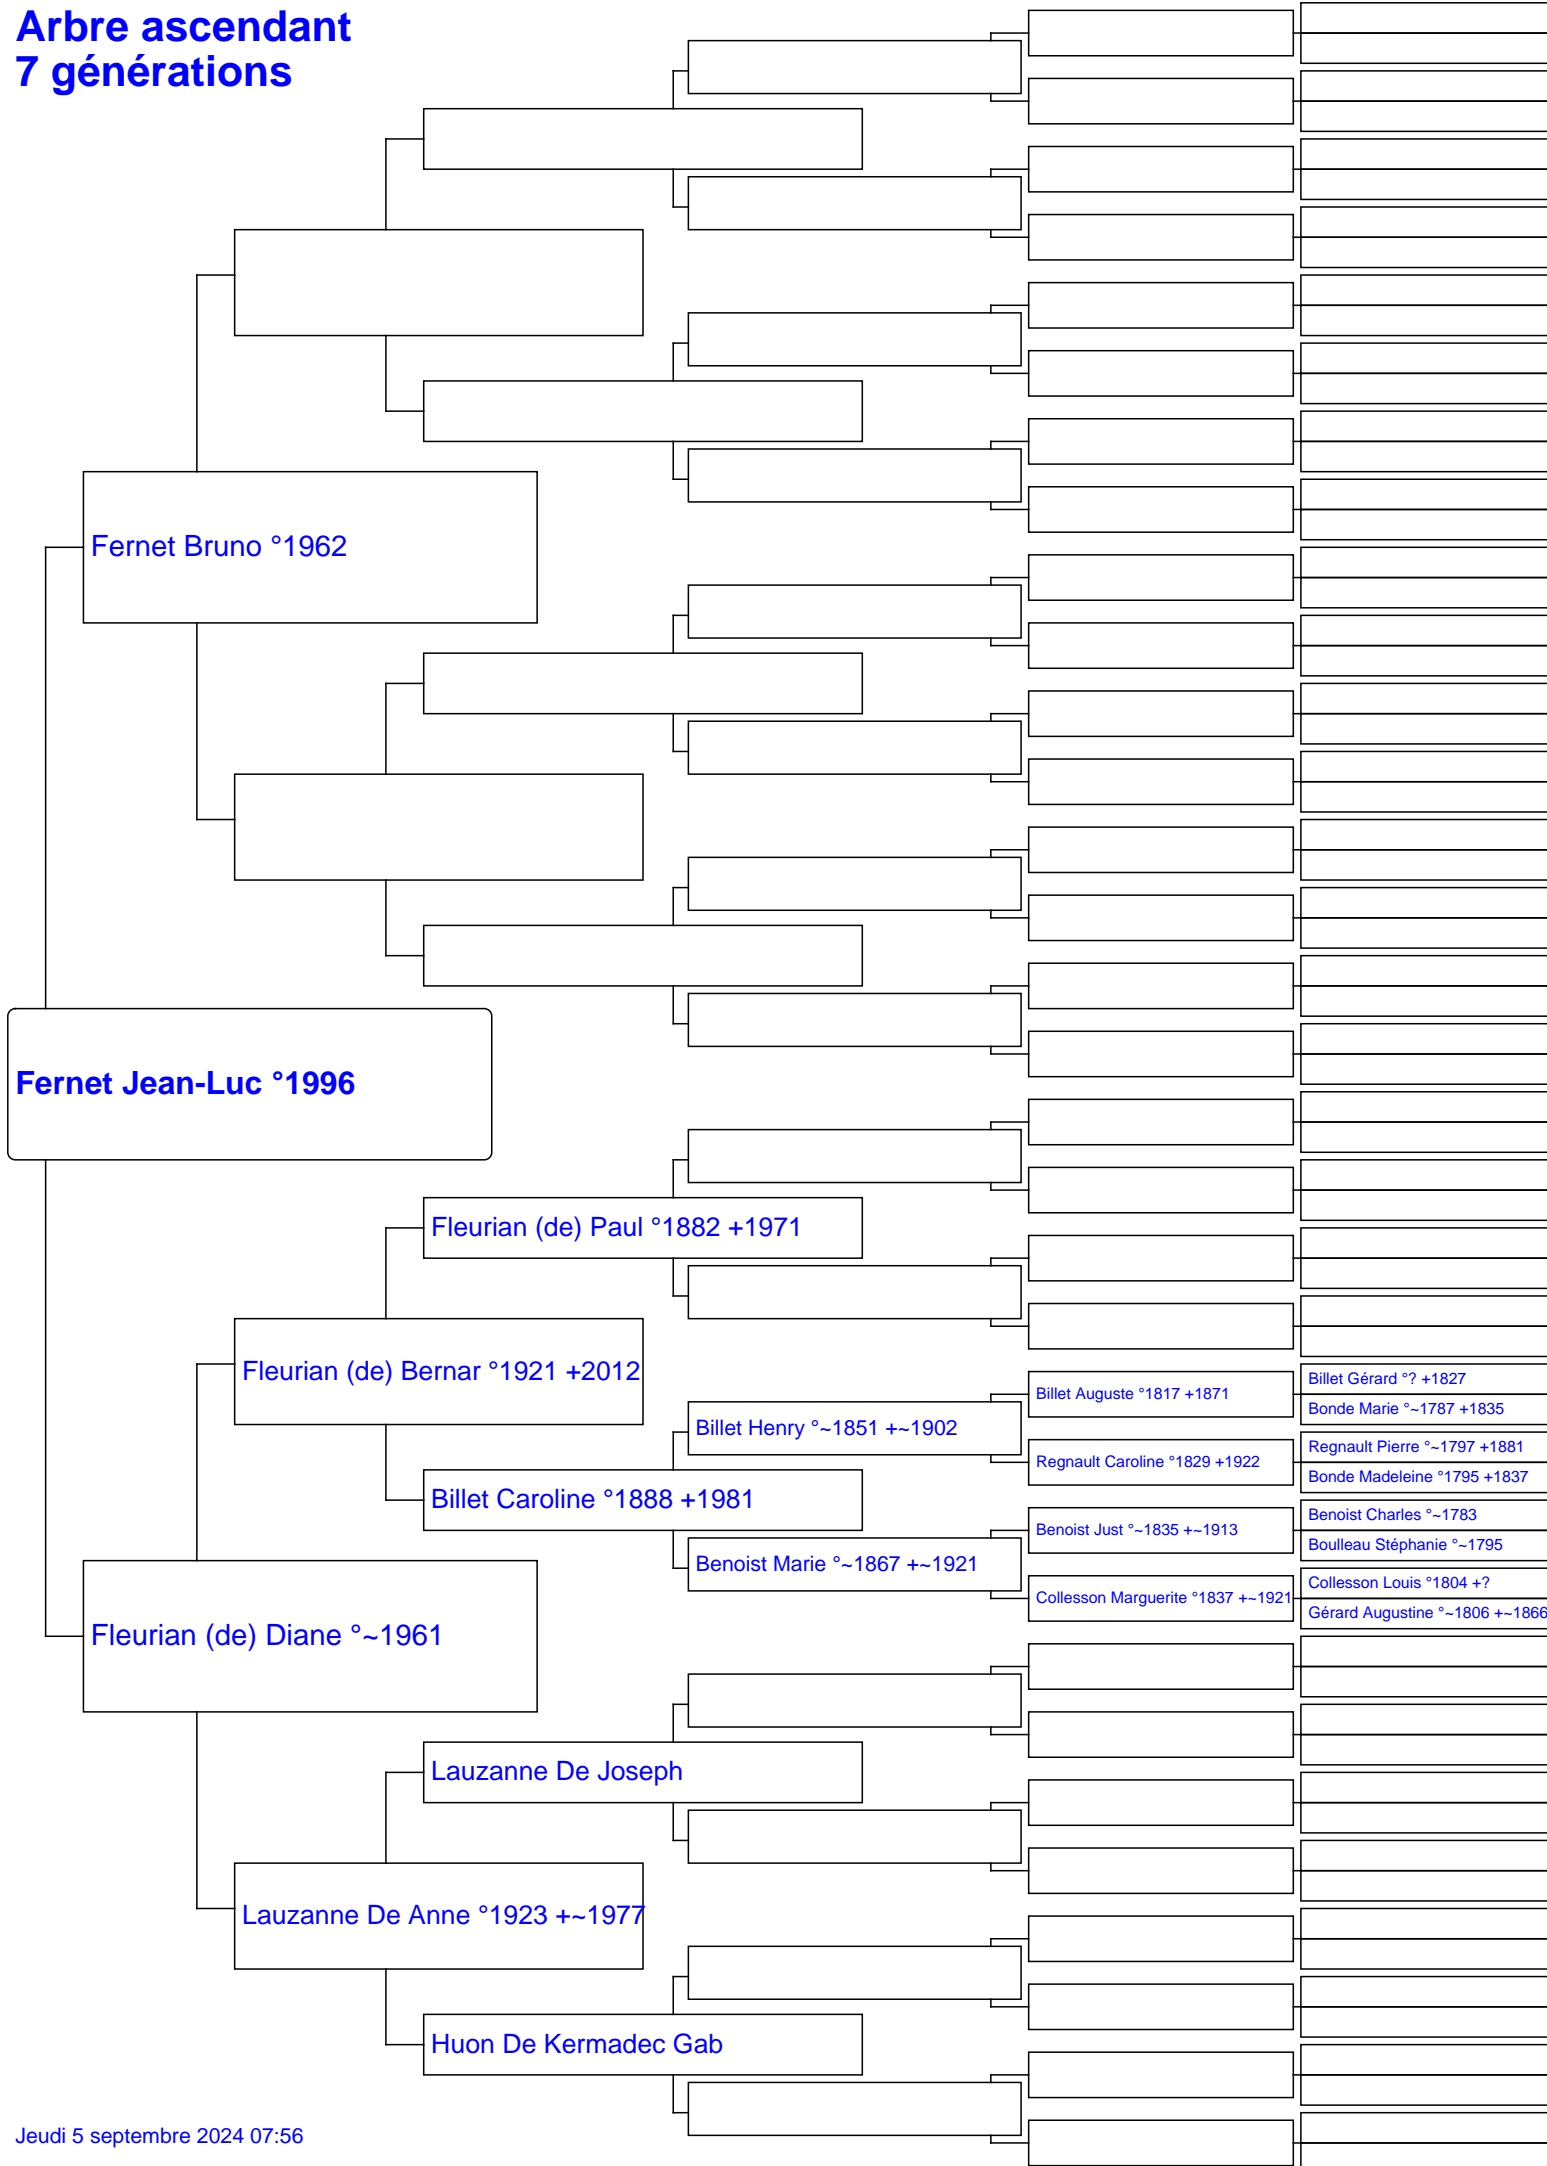 Arbre ascendant
7 générations
Fernet Bruno °1962
Fernet Jean-Luc °1996
Fleurian (de) Paul °1882 +1971
Fleurian (de) Bernar °1921 +2012
Billet Gérard °? +1827
Billet Auguste °1817 +1871
Bonde Marie °~1787 +1835
Billet Henry °~1851 +~1902
Regnault Pierre °~1797 +1881
Regnault Caroline °1829 +1922
Bonde Madeleine °1795 +1837
Billet Caroline °1888 +1981
Benoist Charles °~1783
Benoist Just °~1835 +~1913
Boulleau Stéphanie °~1795
Benoist Marie °~1867 +~1921
Collesson Louis °1804 +?
Collesson Marguerite °1837 +~1921
Gérard Augustine °~1806 +~1866
Fleurian (de) Diane °~1961
Lauzanne De Joseph
Lauzanne De Anne °1923 +~1977
Huon De Kermadec Gab
Jeudi 5 septembre 2024 07:56